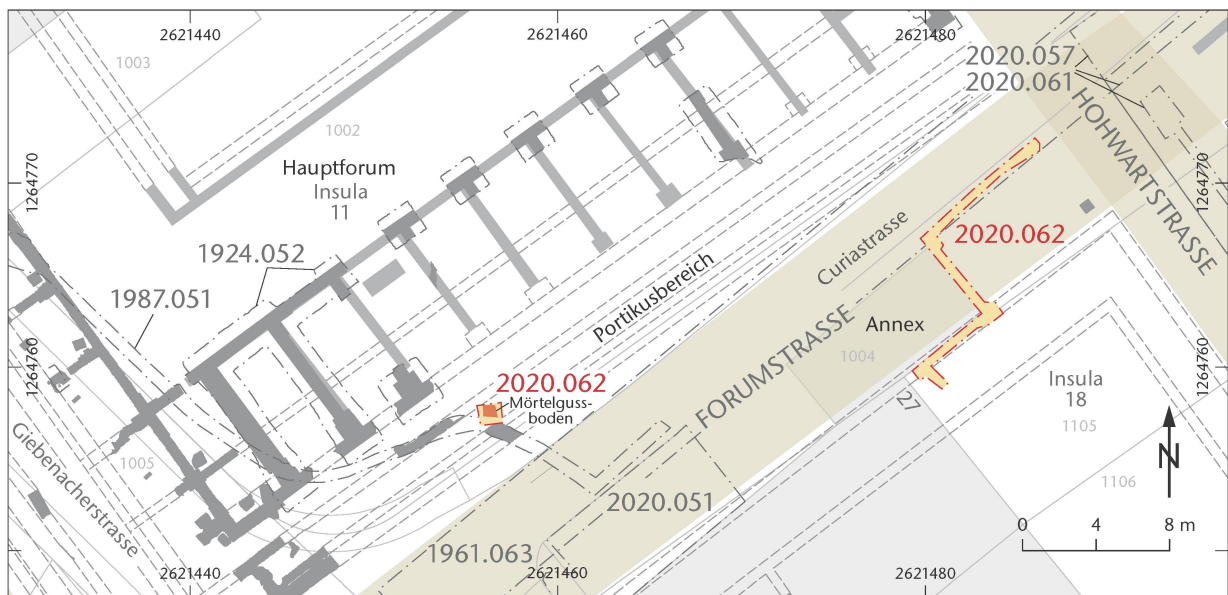 2621440
2621460
2621480
2020.057
2020.061
1003
1002
Hauptforum
Insula
11
1264770
1264770
HOHWARTSTRASSE
1924.052
1987.051
Curiastrasse
2020.062
Portikusbereich
Annex
FORUMSTRASSE
1004
1264760
1264760
2020.062
Mörtelguss-
boden
Insula
18
27
1105
Giebenacherstrasse
1005
1106
N
2020.051
0 4 8 m
1961.063
2621440
2621460
2621480